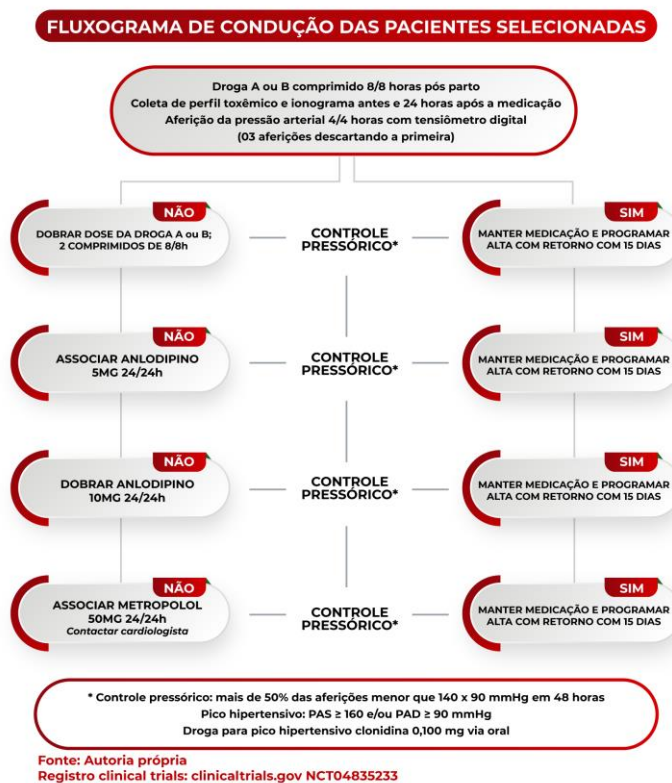 FLUXOGRAMA DE CONDUÇÃO DAS PACIENTES SELECIONADAS
Droga A ou B comprimido 8/8 horas pós parto
Coleta de perfil toxêmico e ionograma antes e 24 horas após a medicação
Aferição da pressão arterial 4/4 horas com tensiômetro digital
(03 aferições descartando a primeira)
NÃO
DOBRAR DOSE DA DROGA A ou B;
2 COMPRIMIDOS DE 8/8h
CONTROLE
PRESSÓRICO*
SIM
MANTER MEDICAÇÃO E PROGRAMAR
ALTA COM RETORNO COM 15 DIAS
NÃO
ASSOCIAR ANLODIPINO
5MG 24/24h
CONTROLE
PRESSÓRICO*
SIM
MANTER MEDICAÇÃO E PROGRAMAR
ALTA COM RETORNO COM 15 DIAS
NÃO
DOBRAR ANLODIPINO
10MG 24/24h
CONTROLE
PRESSÓRICO*
SIM
MANTER MEDICAÇÃO E PROGRAMAR
ALTA COM RETORNO COM 15 DIAS
NÃO
ASSOCIAR METROPOLOL
50MG 24/24h
Contactar cardiologista
CONTROLE
PRESSÓRICO*
SIM
MANTER MEDICAÇÃO E PROGRAMAR
ALTA COM RETORNO COM 15 DIAS
* Controle pressórico: mais de 50% das aferições menor que 140 x 90 mmHg em 48 horas
Pico hipertensivo: PAS ≥ 160 e/ou PAD ≥ 90 mmHg
Droga para pico hipertensivo clonidina 0,100 mg via oral
Fonte: Autoria própria
Registro clinical trials: clinicaltrials.gov NCT04835233